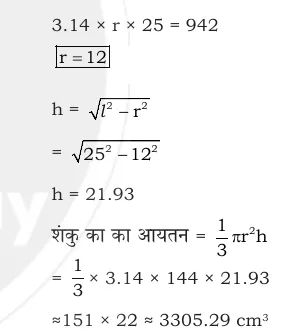 3.14 × r × 25 = 942
r = 12
h = √(l² – r²)
= √(25² – 12²)
h = 21.93
शंकु का का आयतन = 1/3 πr²h
= 1/3 × 3.14 × 144 × 21.93
≈151 × 22 ≈ 3305.29 cm³